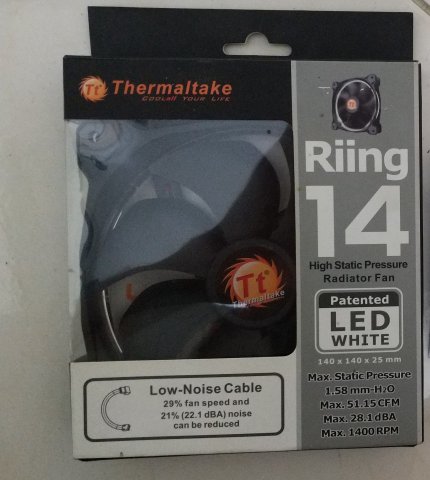 Tt Thermaltake
COOLall YOUR LIFE
Riing
14
High Static Pressure
Radiator Fan
Patented
LED
WHITE
140 x 140 x 25 mm
Max. Static Pressure
1.58 mm-H2O
Max. 51.15 CFM
Max. 28.1 dBA
Max. 1400 RPM
Tt
Thermaltake
Low-Noise Cable
29% fan speed and
21% (22.1 dBA) noise
can be reduced